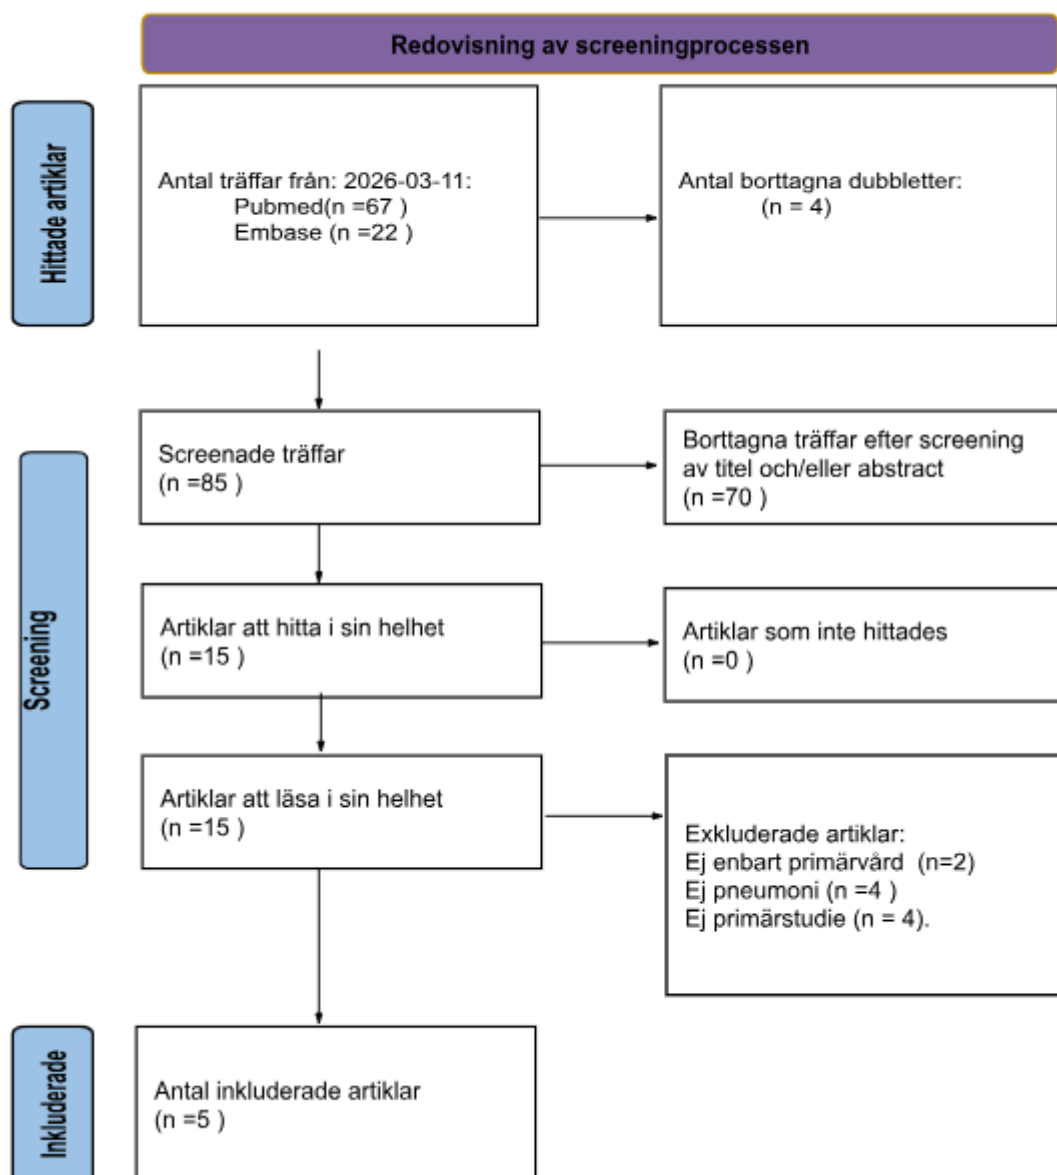 Redovisning av screeningprocessen
Hittade artiklar
Antal träffar från: 2026-03-11:
Pubmed(n =67 )
Embase (n =22 )
Antal borttagna dubbletter:
(n = 4)
Screening
Screenade träffar
(n =85 )
Borttagna träffar efter screening
av titel och/eller abstract
(n =70 )
Artiklar att hitta i sin helhet
(n =15 )
Artiklar som inte hittades
(n =0 )
Artiklar att läsa i sin helhet
(n =15 )
Exkluderade artiklar:
Ej enbart primärvård  (n=2)
Ej pneumoni (n =4 )
Ej primärstudie (n = 4).
Inkluderade
Antal inkluderade artiklar
(n =5 )